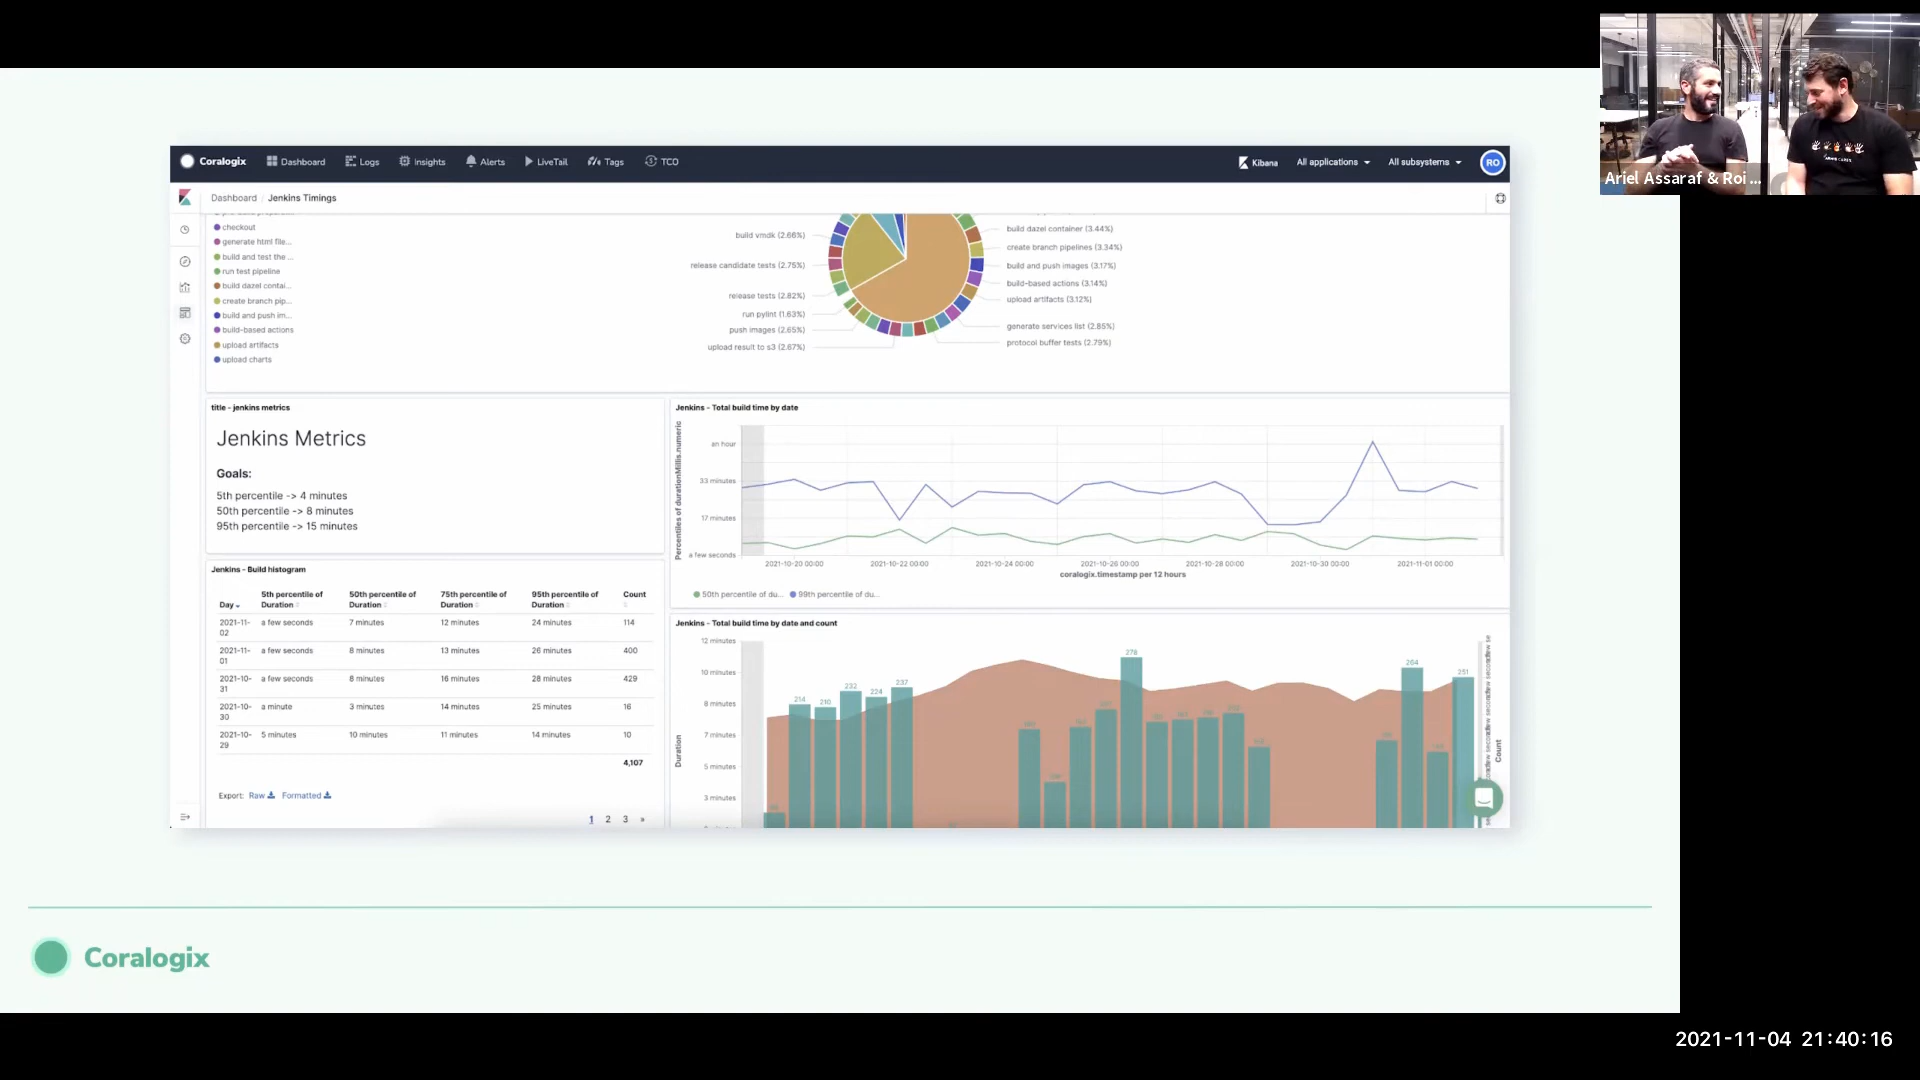 Ariel Assaraf & Roi ...
Coralogix
Dashboard
Logs
Insights
Alerts
LiveTail
Tags
TCO
Kibana
All applications
All subsystems
RO
Dashboard / Jenkins Timings
checkout
generate html file...
build and test the ...
run test pipeline
build dazel contai...
create branch pip...
build and push im...
build-based actions
upload artifacts
upload charts
build vmdk (2.66%)
release candidate tests (2.75%)
release tests (2.82%)
run pylint (1.63%)
push images (2.65%)
upload result to s3 (2.67%)
build dazel container (3.44%)
create branch pipelines (3.34%)
build and push images (3.17%)
build-based actions (3.14%)
upload artifacts (3.12%)
generate services list (2.85%)
protocol buffer tests (2.79%)
title - jenkins metrics
Jenkins Metrics
Goals:
5th percentile -> 4 minutes
50th percentile -> 8 minutes
95th percentile -> 15 minutes
Jenkins - Total build time by date
Percentiles of durationMillis.numeric
an hour
33 minutes
17 minutes
a few seconds
2021-10-20 00:00
2021-10-22 00:00
2021-10-24 00:00
2021-10-26 00:00
2021-10-28 00:00
2021-10-30 00:00
2021-11-01 00:00
coralogix.timestamp per 12 hours
50th percentile of du...
99th percentile of du...
Jenkins - Build histogram
Day
5th percentile of Duration
50th percentile of Duration
75th percentile of Duration
95th percentile of Duration
Count
2021-11-02 a few seconds 7 minutes 12 minutes 24 minutes 114
2021-11-01 a few seconds 8 minutes 13 minutes 26 minutes 400
2021-10-31 a few seconds 8 minutes 16 minutes 28 minutes 429
2021-10-30 a minute 3 minutes 14 minutes 25 minutes 16
2021-10-29 5 minutes 10 minutes 11 minutes 14 minutes 10
4,107
Export: Raw Formatted
1 2 3 »
Jenkins - Total build time by date and count
12 minutes
10 minutes
8 minutes
7 minutes
5 minutes
3 minutes
Duration
214
210
232
224
237
278
264
251
Count
Coralogix
2021-11-04 21:40:16